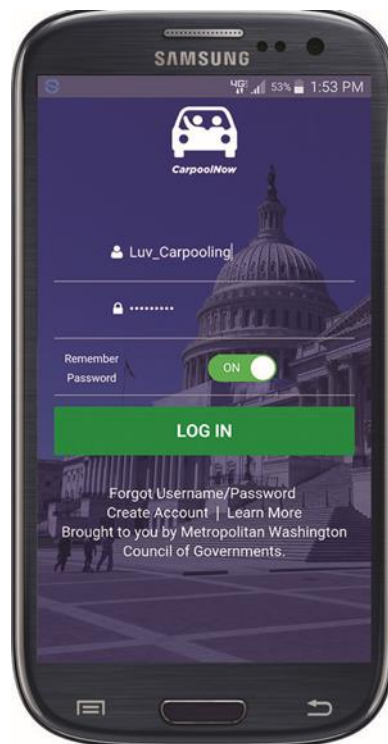 SAMSUNG
4G 53% 1:53 PM
CarpoolNow
Luv_Carpooling
Remember
Password
ON
LOG IN
Forgot Username/Password
Create Account | Learn More
Brought to you by Metropolitan Washington
Council of Governments.